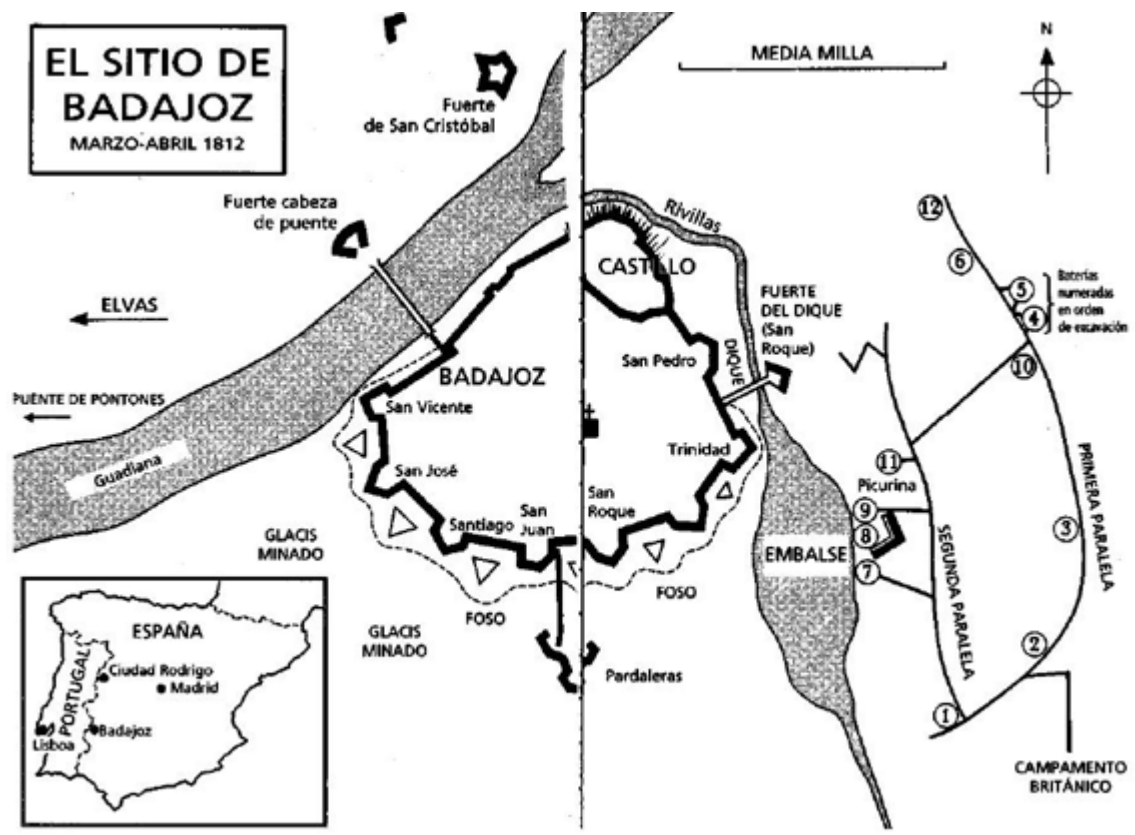 EL SITIO DE
BADAJOZ
MARZO-ABRIL 1812
Fuerte
de San Cristóbal
Fuerte cabeza
de puente
ELVAS
PUENTE DE PONTONES
Guadiana
MEDIA MILLA
N
Rivillas
CASTILLO
FUERTE
DEL DIQUE
(San
Roque)
DIQUE
San Pedro
BADAJOZ
San Vicente
Trinidad
San José
Santiago
San
Juan
San
Roque
GLACIS
MINADO
FOSO
GLACIS
MINADO
FOSO
Pardaleras
EMBALSE
Picurina
12
6
5
4
Baterías
numeradas
en orden
de excavación
10
11
9
8
7
3
2
1
PRIMERA PARALELA
SEGUNDA PARALELA
CAMPAMENTO
BRITÁNICO
ESPAÑA
PORTUGAL
Ciudad Rodrigo
Madrid
Badajoz
Lisboa